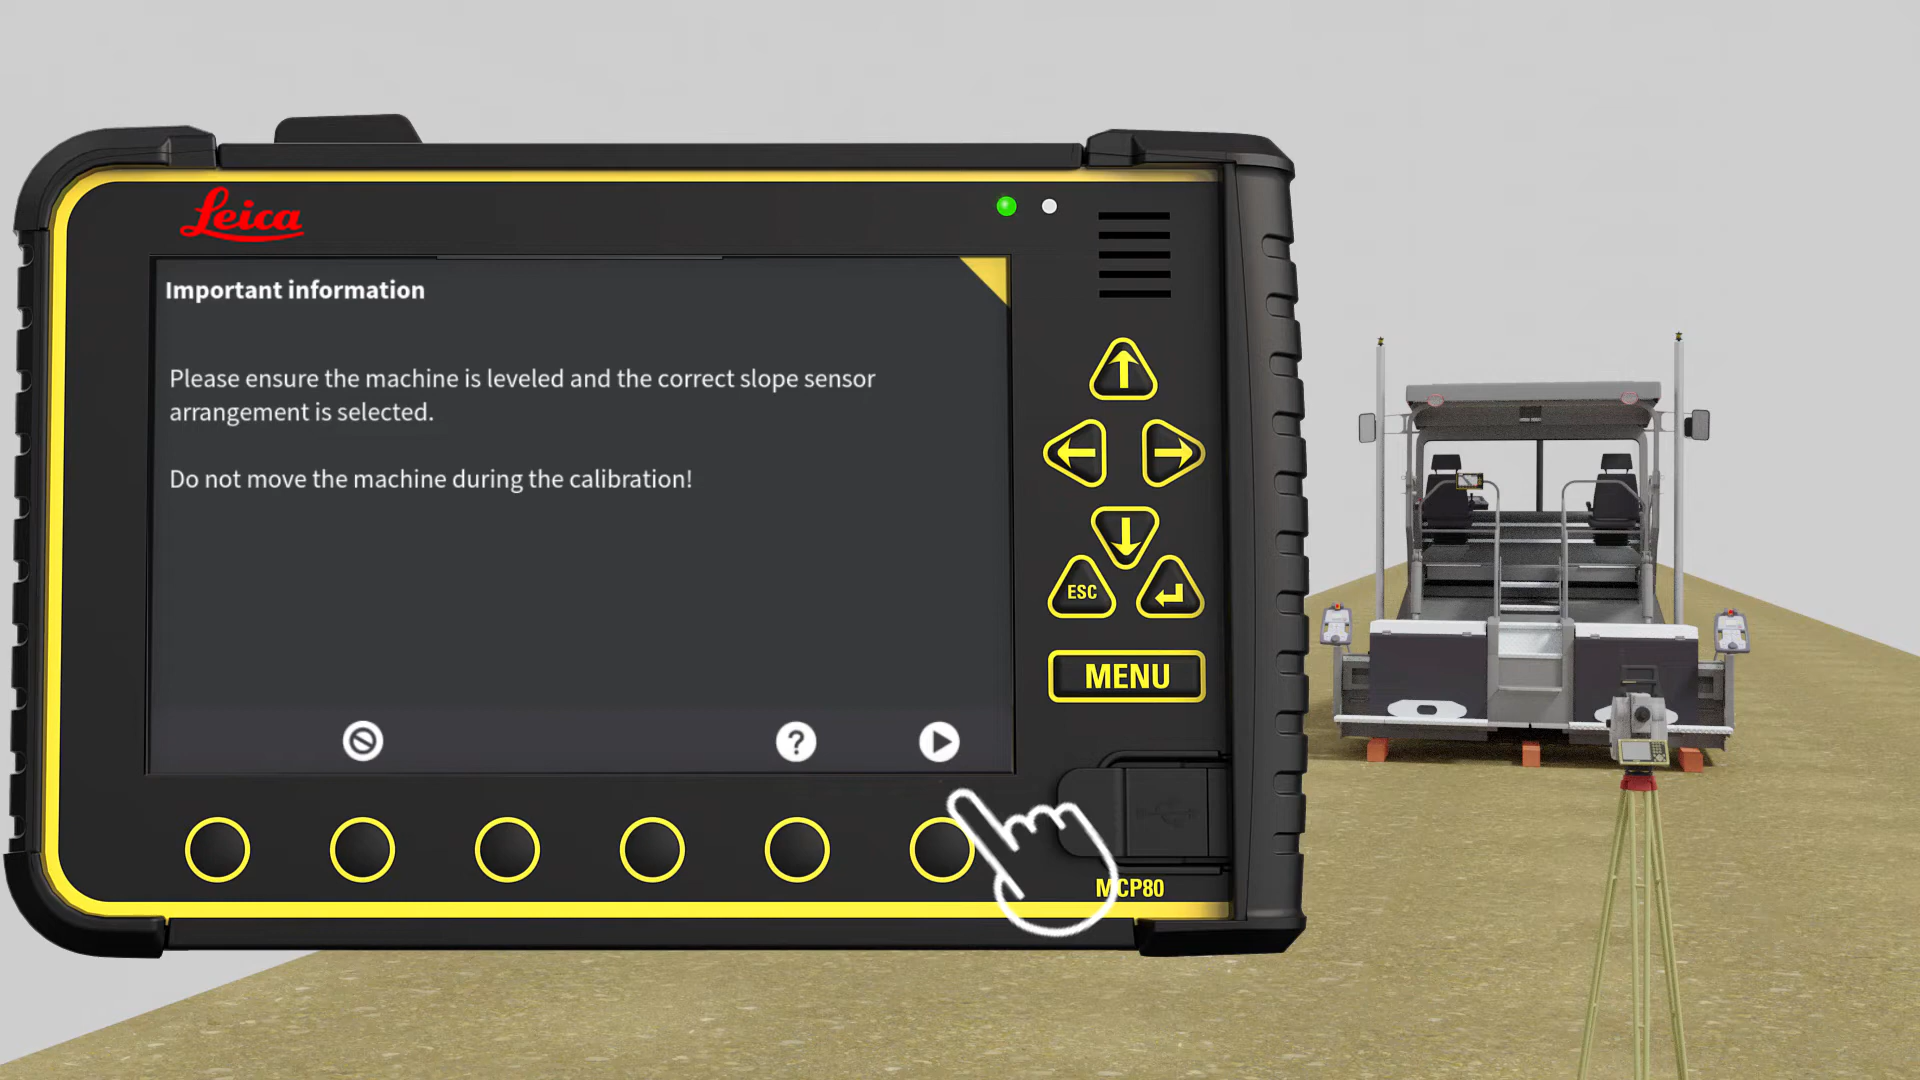 Leica
Important information
Please ensure the machine is leveled and the correct slope sensor
arrangement is selected.
Do not move the machine during the calibration!
?
ESC
MENU
MCP80